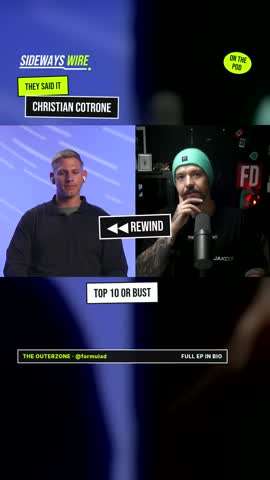 SIDEWAYS WIRE.
ON THE
POD
THEY SAID IT
CHRISTIAN COTRONE
FD
REWIND
TOP 10 OR BUST
THE OUTERZONE · @formulad
FULL EP IN BIO